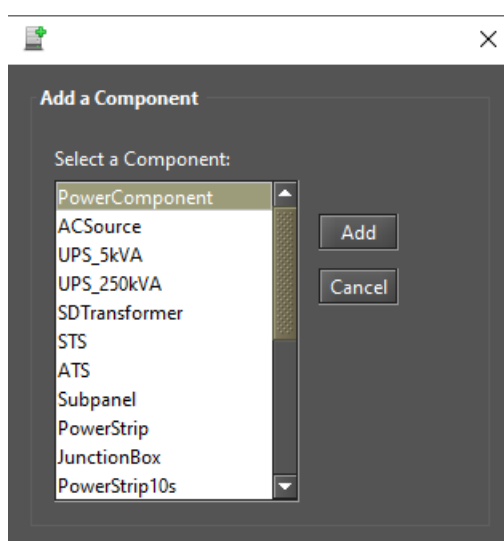 Add a Component
Select a Component:
PowerComponent
ACSource
UPS_5kVA
UPS_250kVA
SDTransformer
STS
ATS
Subpanel
PowerStrip
JunctionBox
PowerStrip10s
Add
Cancel